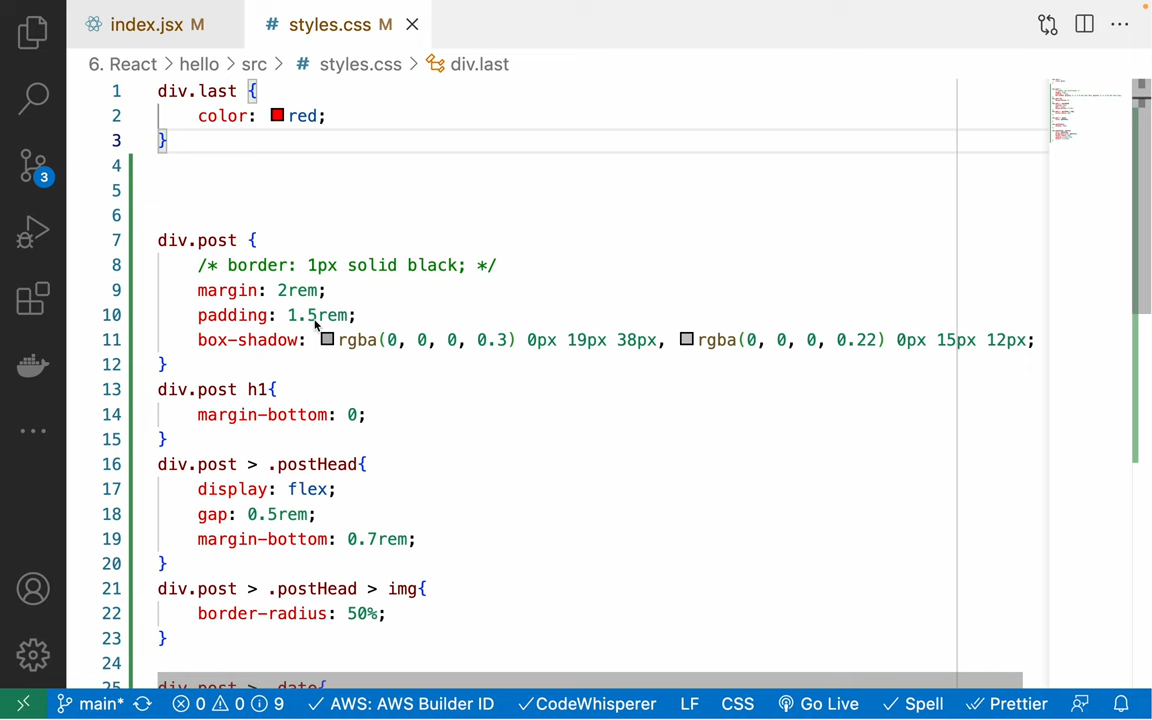 index.jsx M
# styles.css M
6. React > hello > src > # styles.css > div.last
1 div.last {
2 color: red;
3 }
4
5
6
7 div.post {
8 /* border: 1px solid black; */
9 margin: 2rem;
10 padding: 1.5rem;
11 box-shadow: rgba(0, 0, 0, 0.3) 0px 19px 38px, rgba(0, 0, 0, 0.22) 0px 15px 12px;
12 }
13 div.post h1{
14 margin-bottom: 0;
15 }
16 div.post > .postHead{
17 display: flex;
18 gap: 0.5rem;
19 margin-bottom: 0.7rem;
20 }
21 div.post > .postHead > img{
22 border-radius: 50%;
23 }
24
25 div.post > .date{
3
main* 0 0 9 AWS: AWS Builder ID CodeWhisperer LF CSS Go Live Spell Prettier